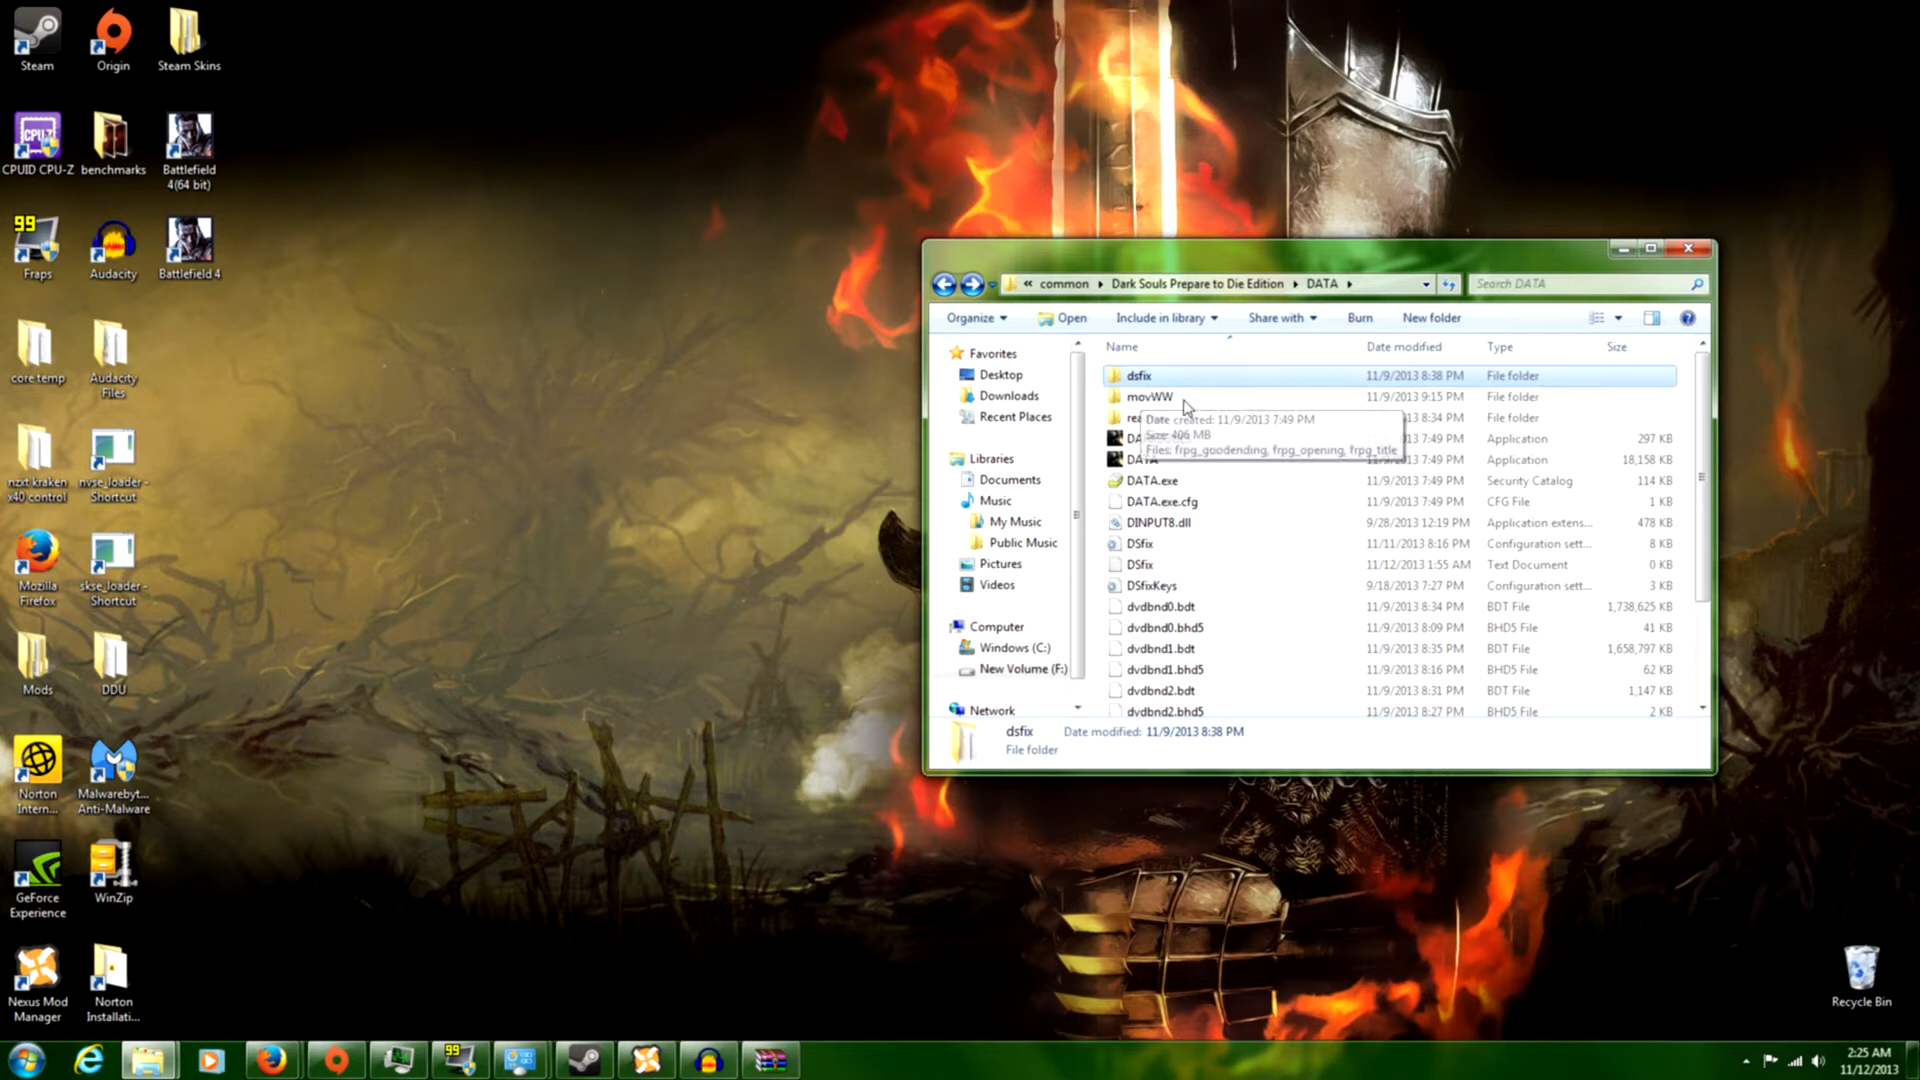 Steam
Origin
Steam Skins
CPUID CPU-Z
benchmarks
Battlefield
4(64 bit)
99
Fraps
Audacity
Battlefield 4
core temp
Audacity
Files
nzxt kraken
x40 control
nvse_loader -
Shortcut
Mozilla
Firefox
skse_loader -
Shortcut
Mods
DDU
Norton
Intern...
Malwarebyt...
Anti-Malware
GeForce
Experience
WinZip
Nexus Mod
Manager
Norton
Installati...
« common ▸ Dark Souls Prepare to Die Edition ▸ DATA ▸
Search DATA
Organize Open Include in library Share with Burn New folder
Favorites
Desktop
Downloads
Recent Places
Libraries
Documents
Music
My Music
Public Music
Pictures
Videos
Computer
Windows (C:)
New Volume (F:)
Network
Name Date modified Type Size
dsfix 11/9/2013 8:38 PM File folder
movWW 11/9/2013 9:15 PM File folder
rea 8:34 PM File folder
DA 7:49 PM Application 297 KB
DATA 7:49 PM Application 18,158 KB
Date created: 11/9/2013 7:49 PM
Size: 406 MB
Files: frpg_goodending, frpg_opening, frpg_title
DATA.exe 11/9/2013 7:49 PM Security Catalog 114 KB
DATA.exe.cfg 11/9/2013 7:49 PM CFG File 1 KB
DINPUT8.dll 9/28/2013 12:19 PM Application extens... 478 KB
DSfix 11/11/2013 8:16 PM Configuration sett... 8 KB
DSfix 11/12/2013 1:55 AM Text Document 0 KB
DSfixKeys 9/18/2013 7:27 PM Configuration sett... 3 KB
dvdbnd0.bdt 11/9/2013 8:34 PM BDT File 1,738,625 KB
dvdbnd0.bhd5 11/9/2013 8:09 PM BHD5 File 41 KB
dvdbnd1.bdt 11/9/2013 8:35 PM BDT File 1,658,797 KB
dvdbnd1.bhd5 11/9/2013 8:16 PM BHD5 File 62 KB
dvdbnd2.bdt 11/9/2013 8:31 PM BDT File 1,147 KB
dvdbnd2.bhd5 11/9/2013 8:27 PM BHD5 File 2 KB
dsfix Date modified: 11/9/2013 8:38 PM
File folder
Recycle Bin
99
2:25 AM
11/12/2013